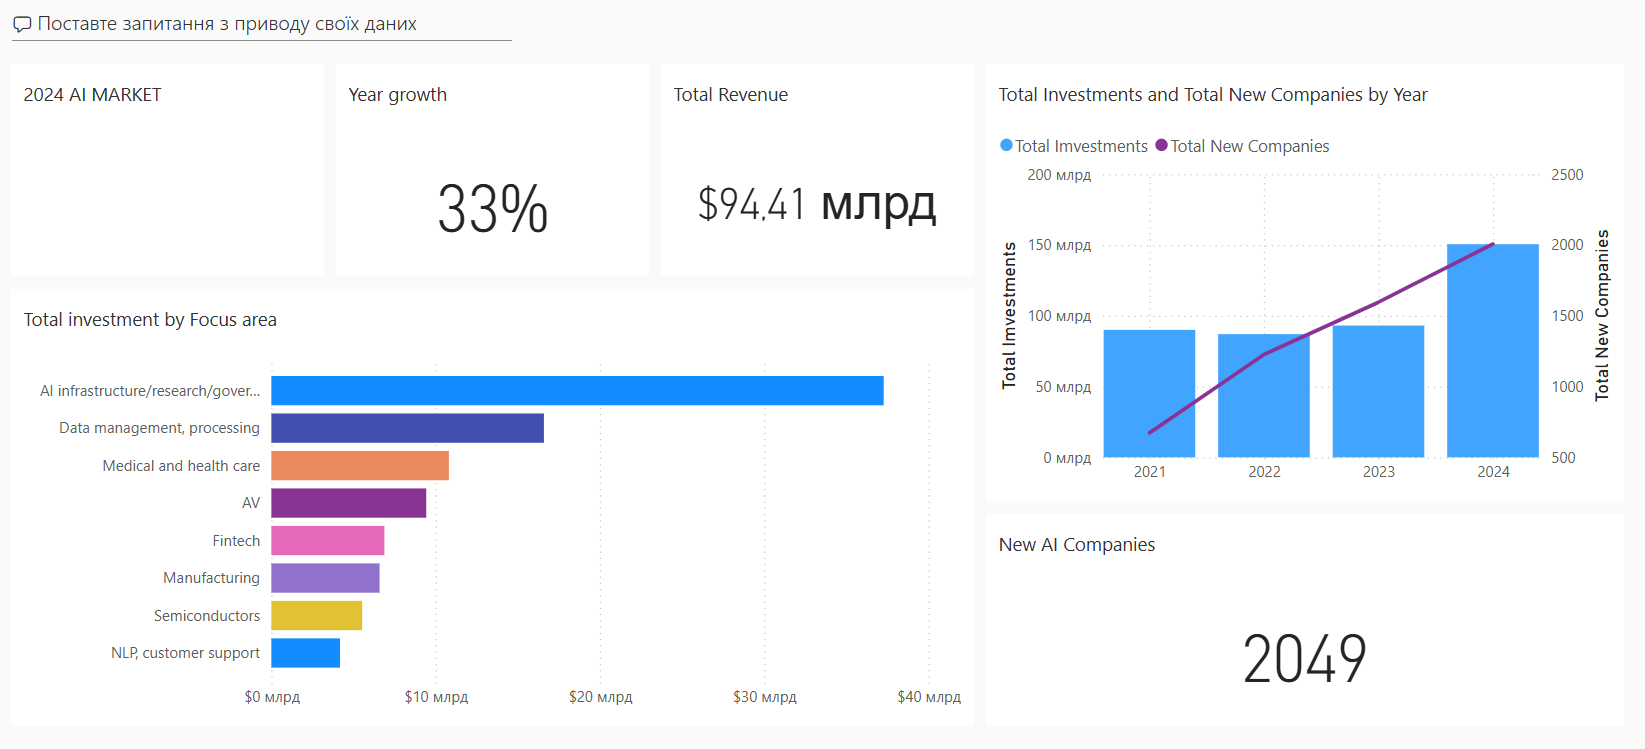 Поставте запитання з приводу своїх даних
2024 AI MARKET
Year growth
33%
Total Revenue
$94,41 млрд
Total Investments and Total New Companies by Year
Total Imvestments
Total New Companies
200 млрд
150 млрд
100 млрд
50 млрд
0 млрд
Total Imvestments
2500
2000
1500
1000
500
Total New Companies
2021
2022
2023
2024
Total investment by Focus area
AI infrastructure/research/gover...
Data management, processing
Medical and health care
AV
Fintech
Manufacturing
Semiconductors
NLP, customer support
$0 млрд
$10 млрд
$20 млрд
$30 млрд
$40 млрд
New AI Companies
2049